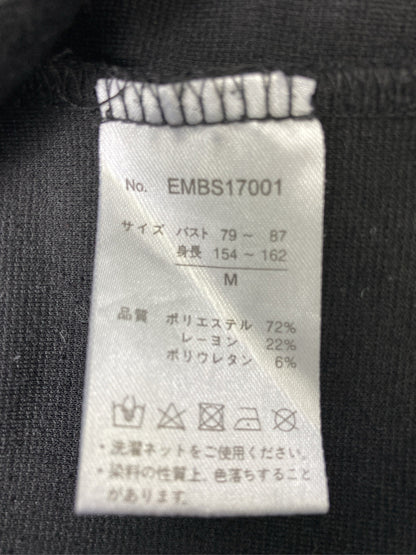 No. EMBS17001
サイズ バスト 79 ~ 87
身長 154 ~ 162
M
品質 ポリエステル 72%
レーヨン 22%
ポリウレタン 6%
・洗濯ネットをご使用ください。
・染料の性質上、色落ちすること
があります。